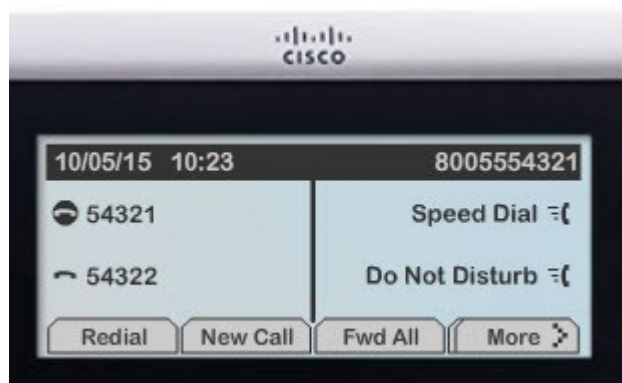 CISCO
10/05/15 10:23 8005554321
54321 Speed Dial
54322 Do Not Disturb
Redial New Call Fwd All More